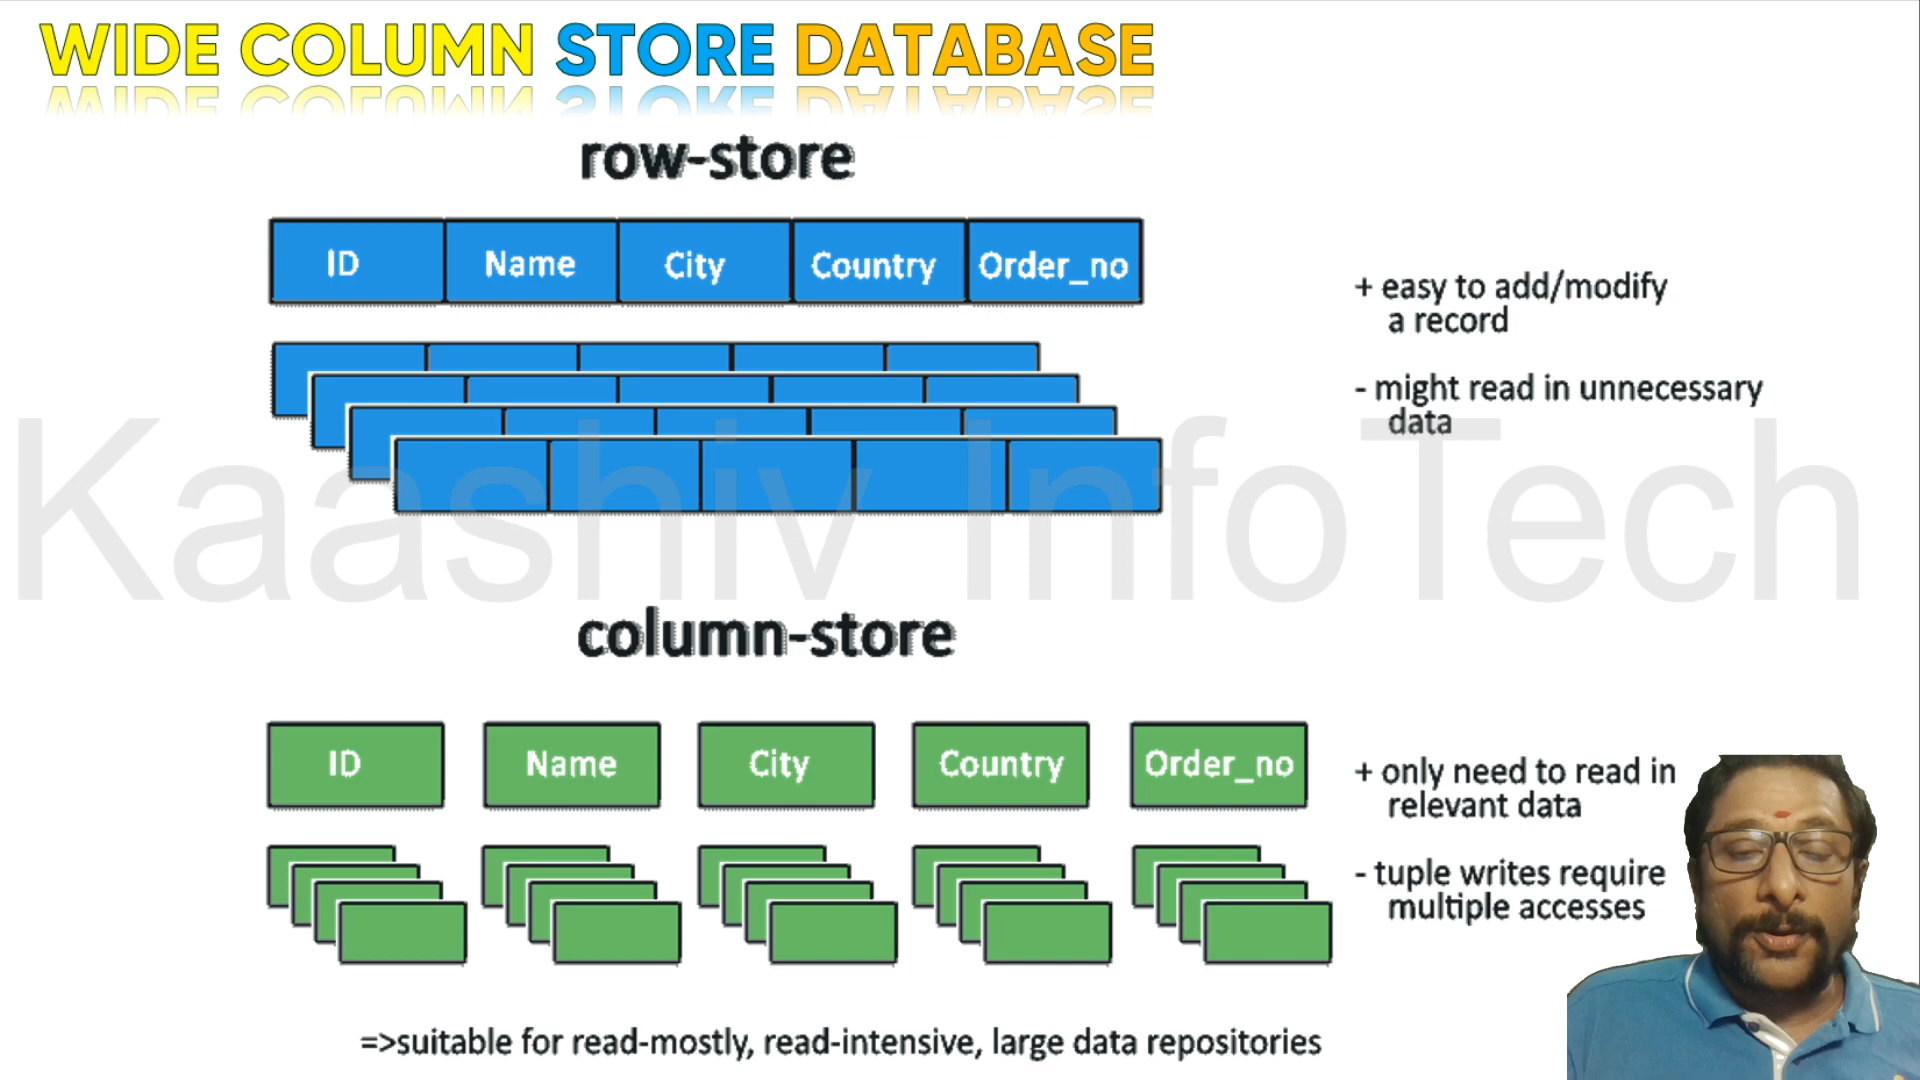 WIDE COLUMN STORE DATABASE
row-store
ID Name City Country Order_no
+ easy to add/modify
a record
- might read in unnecessary
data
Kaashiv InfoTech
column-store
ID Name City Country Order_no
+ only need to read in
relevant data
- tuple writes require
multiple accesses
=>suitable for read-mostly, read-intensive, large data repositories